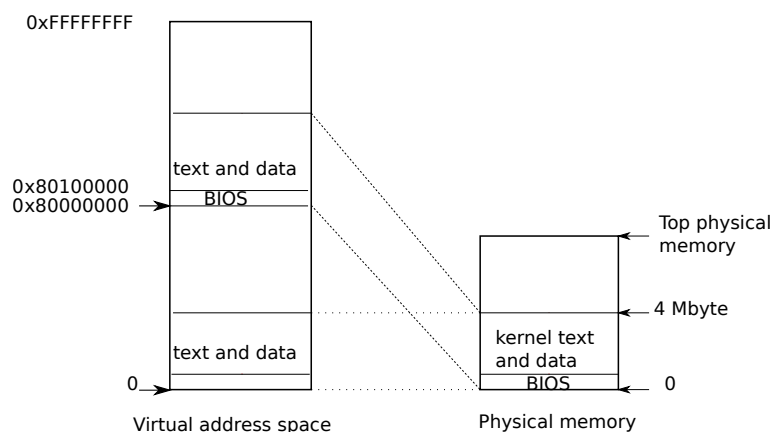 0xFFFFFFFF
text and data
0x80100000
BIOS
0x80000000
Top physical
memory
4 Mbyte
kernel text
and data
text and data
0
BIOS
0
Virtual address space
Physical memory